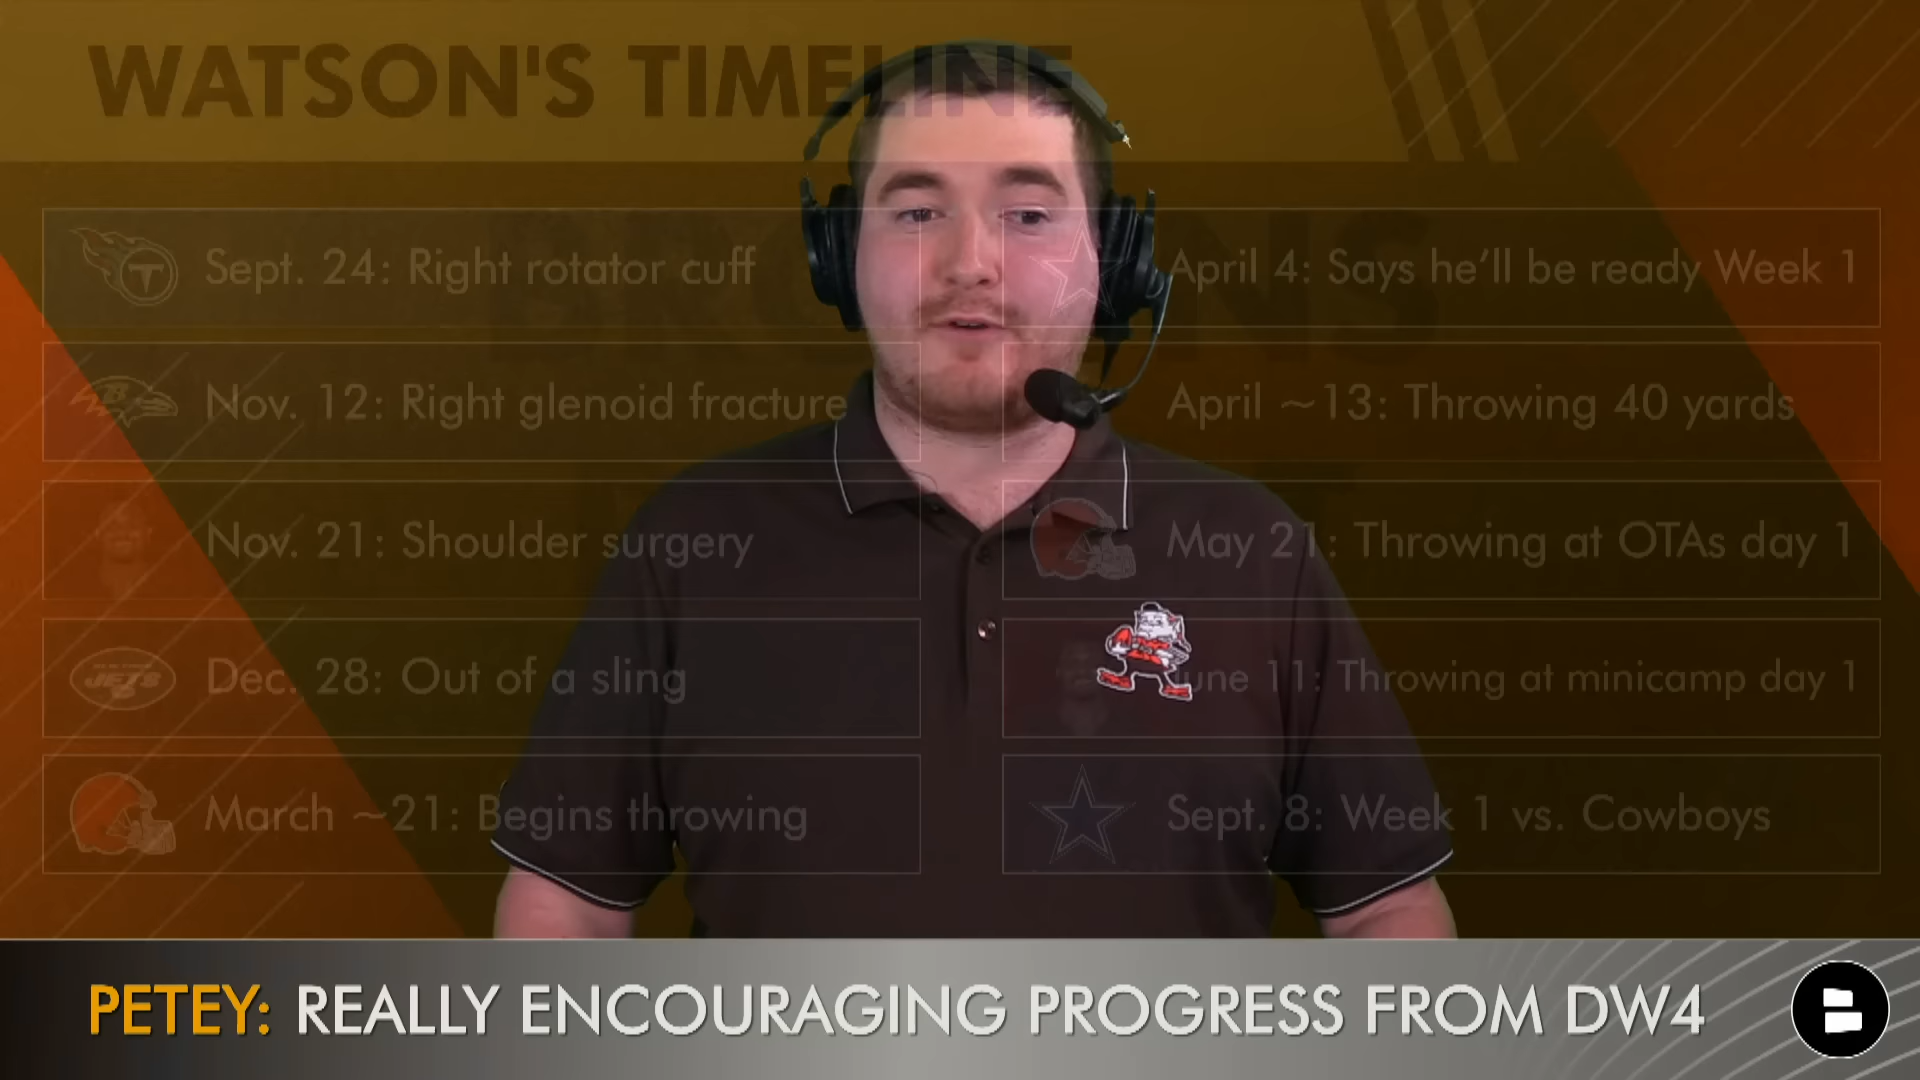 WATSON'S TIMELINE
Sept. 24: Right rotator cuff
Nov. 12: Right glenoid fracture
Nov. 21: Shoulder surgery
JETS
Dec. 28: Out of a sling
March ~21: Begins throwing
April 4: Says he’ll be ready Week 1
April ~13: Throwing 40 yards
May 21: Throwing at OTAs day 1
June 11: Throwing at minicamp day 1
Sept. 8: Week 1 vs. Cowboys
PETEY: REALLY ENCOURAGING PROGRESS FROM DW4